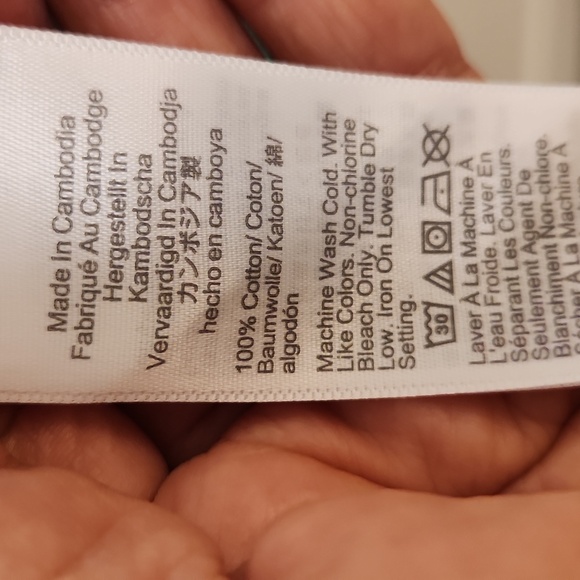 Made In Cambodia
Fabriqué Au Cambodge
Hergestellt In
Kambodscha
Vervaardigd In Cambodja
カンボジア製
hecho en camboya
100% Cotton/ Coton/
Baumwolle/ Katoen/ 綿/
algodón
Machine Wash Cold. With
Like Colors. Non-chlorine
Bleach Only. Tumble Dry
Low. Iron On Lowest
Setting.
30
Laver À La Machine À
L'eau Froide. Laver En
Séparant Les Couleurs.
Seulement Agent De
Blanchiment Non-chlore.
À La Machine À